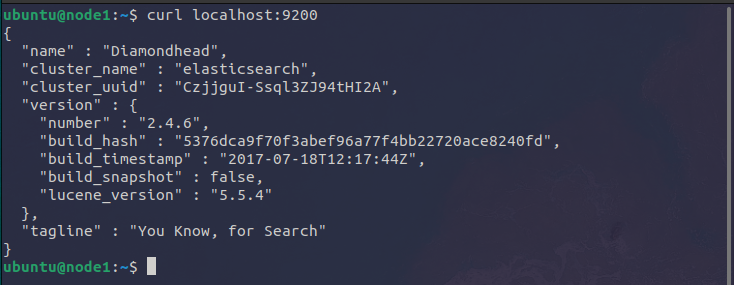 ubuntu@node1:~$ curl localhost:9200
{
  "name" : "Diamondhead",
  "cluster_name" : "elasticsearch",
  "cluster_uuid" : "CzjjguI-Ssql3ZJ94tHI2A",
  "version" : {
    "number" : "2.4.6",
    "build_hash" : "5376dca9f70f3abef96a77f4bb22720ace8240fd",
    "build_timestamp" : "2017-07-18T12:17:44Z",
    "build_snapshot" : false,
    "lucene_version" : "5.5.4"
  },
  "tagline" : "You Know, for Search"
}
ubuntu@node1:~$